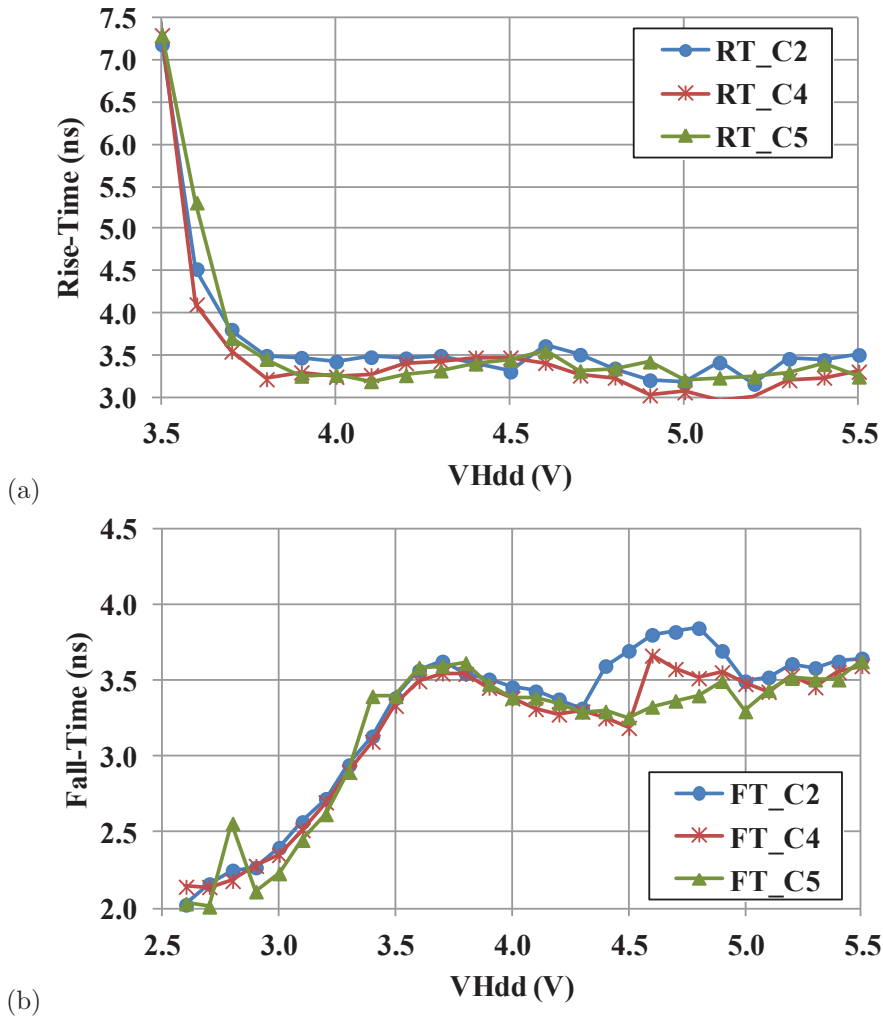 7.5
7.0
6.5
6.0
5.5
5.0
4.5
4.0
3.5
3.0
Rise-Time (ns)
RT_C2
RT_C4
RT_C5
3.5 4.0 4.5 5.0 5.5
VHdd (V)
(a)
4.5
4.0
3.5
3.0
2.5
2.0
Fall-Time (ns)
FT_C2
FT_C4
FT_C5
2.5 3.0 3.5 4.0 4.5 5.0 5.5
VHdd (V)
(b)